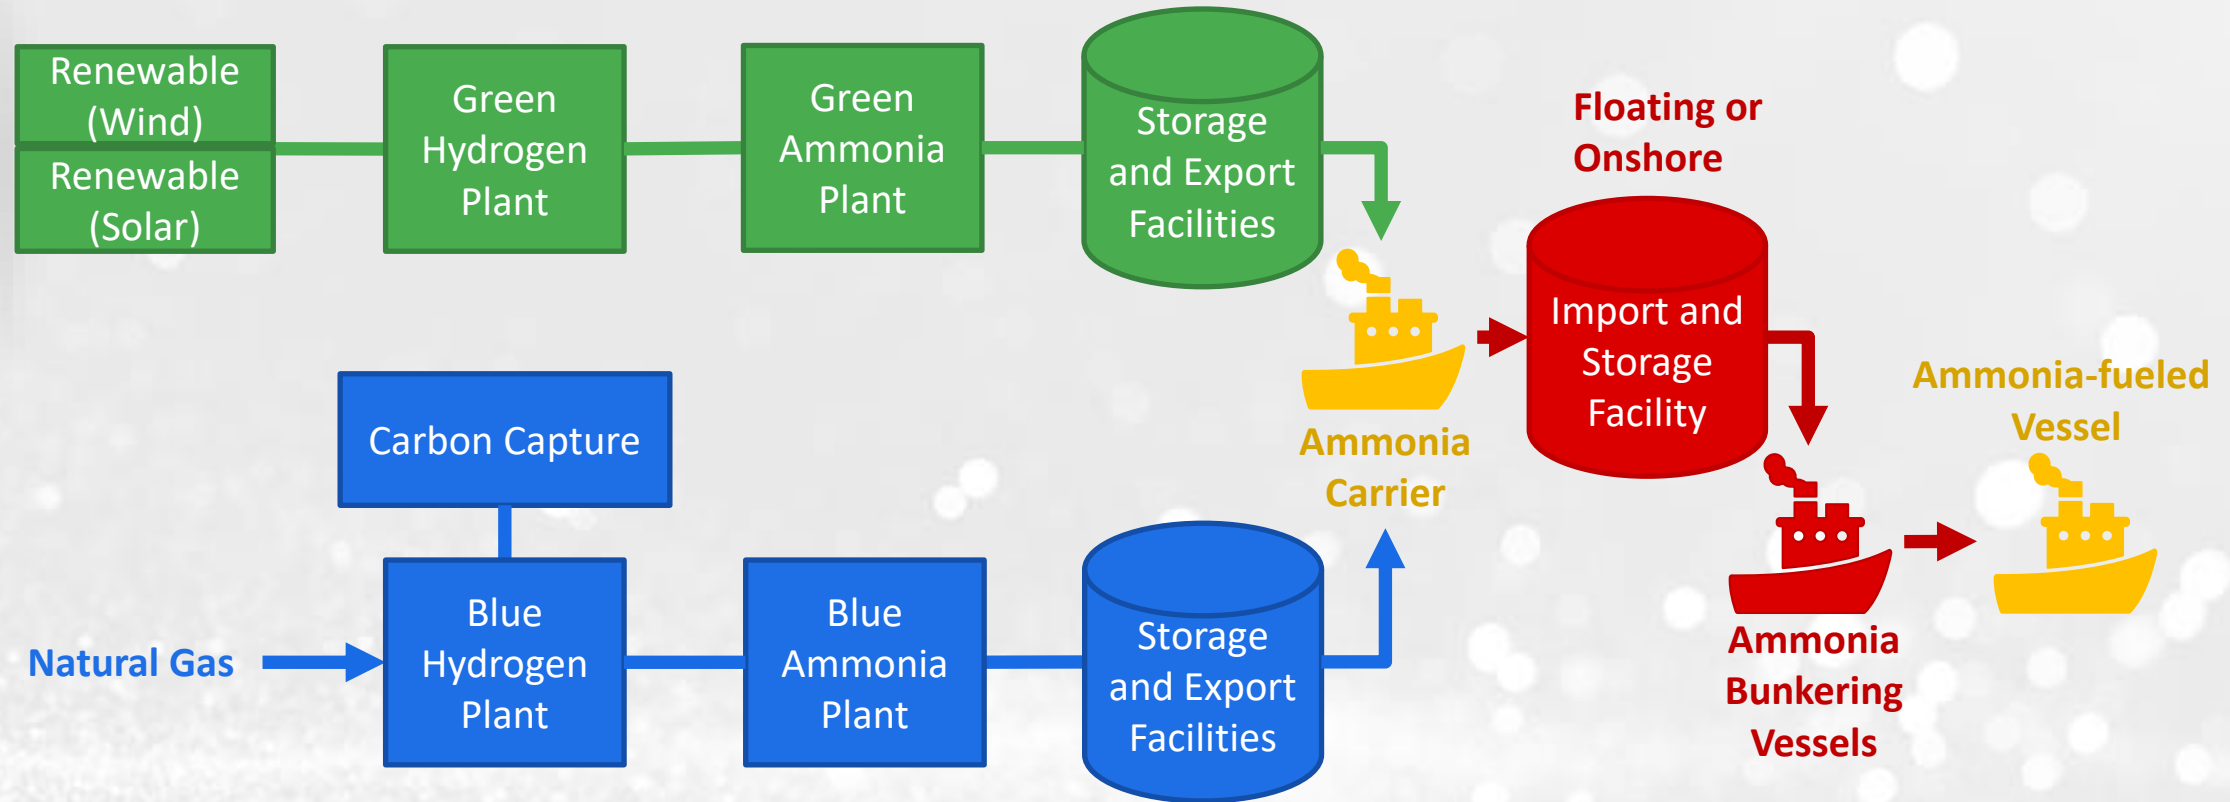 Renewable
(Wind)
Renewable
(Solar)
Green
Hydrogen
Plant
Green
Ammonia
Plant
Storage
and Export
Facilities
Floating or
Onshore
Import and
Storage
Facility
Ammonia
Carrier
Ammonia-fueled
Vessel
Ammonia
Bunkering
Vessels
Carbon Capture
Natural Gas
Blue
Hydrogen
Plant
Blue
Ammonia
Plant
Storage
and Export
Facilities